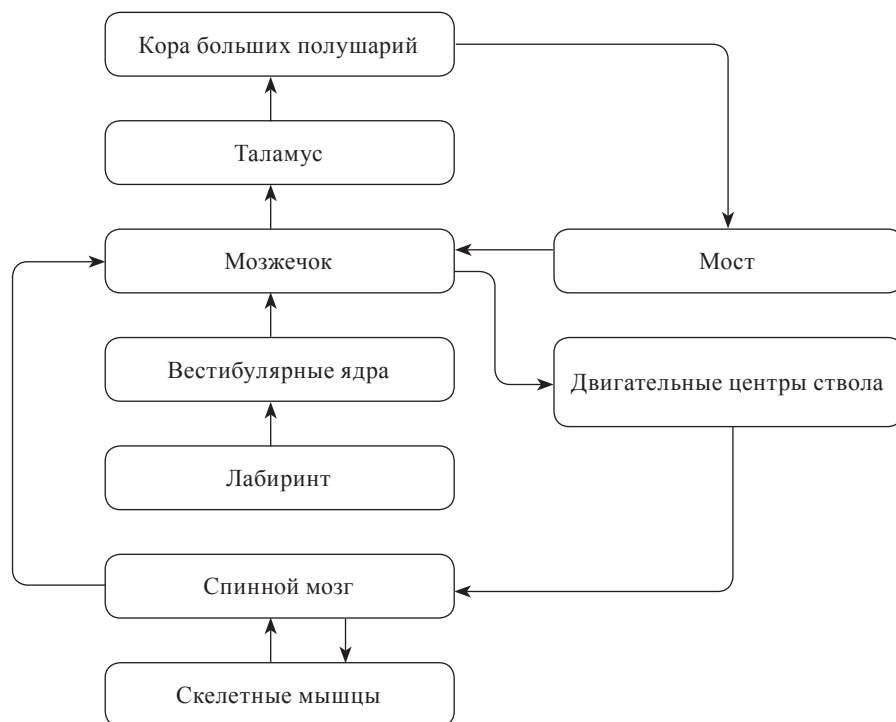 Кора больших полушарий
Таламус
Мозжечок
Мост
Вестибулярные ядра
Двигательные центры ствола
Лабиринт
Спинной мозг
Скелетные мышцы